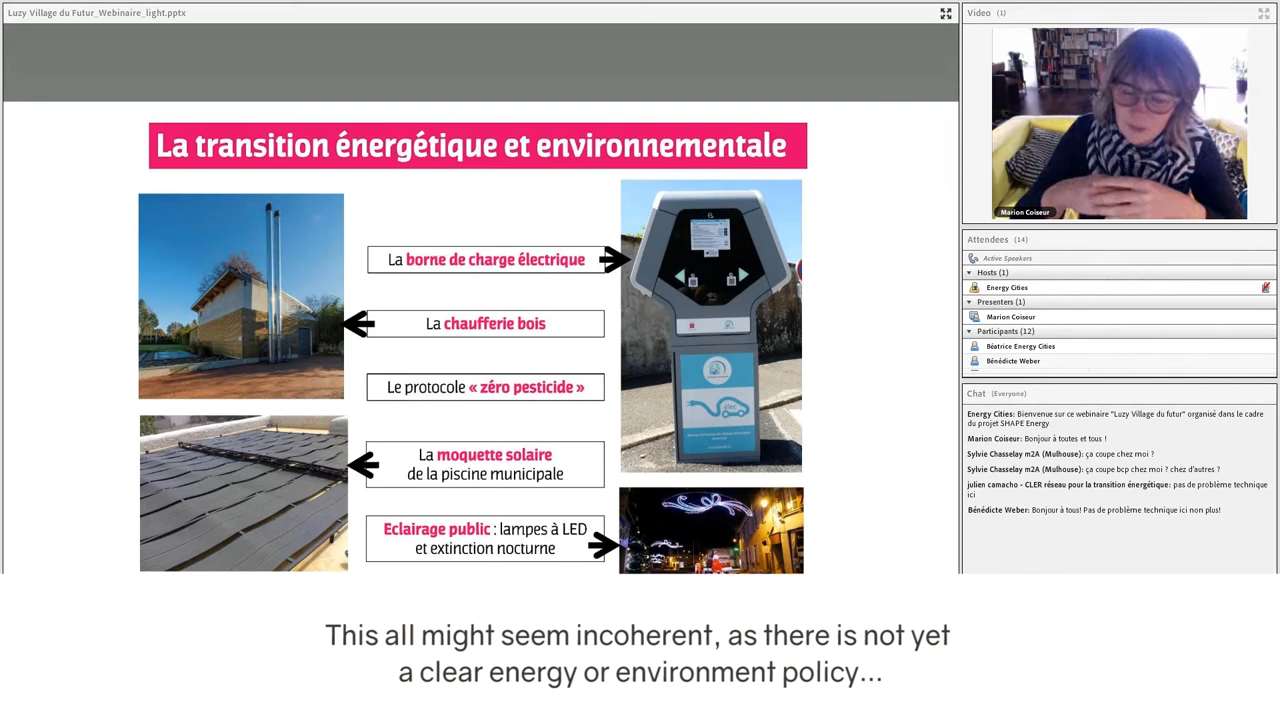 Luzy Village du Futur_Webinaire_light.pptx
La transition énergétique et environnementale
La borne de charge électrique
La chaufferie bois
Le protocole « zéro pesticide »
La moquette solaire
de la piscine municipale
Eclairage public : lampes à LED
et extinction nocturne
élec
Video (1)
Marion Coiseur
Attendees (14)
Active Speakers
Hosts (1)
Energy Cities
Presenters (1)
Marion Coiseur
Participants (12)
Béatrice Energy Cities
Bénédicte Weber
Chat (Everyone)
Energy Cities: Bienvenue sur ce webinaire "Luzy Village du futur" organisé dans le cadre
du projet SHAPE Energy
Marion Coiseur: Bonjour à toutes et tous !
Sylvie Chasselay m2A (Mulhouse): ça coupe chez moi ?
Sylvie Chasselay m2A (Mulhouse): ça coupe bcp chez moi ? chez d'autres ?
julien camacho - CLER réseau pour la transition énergétique: pas de problème technique
ici
Bénédicte Weber: Bonjour à tous! Pas de problème technique ici non plus!
This all might seem incoherent, as there is not yet
a clear energy or environment policy...